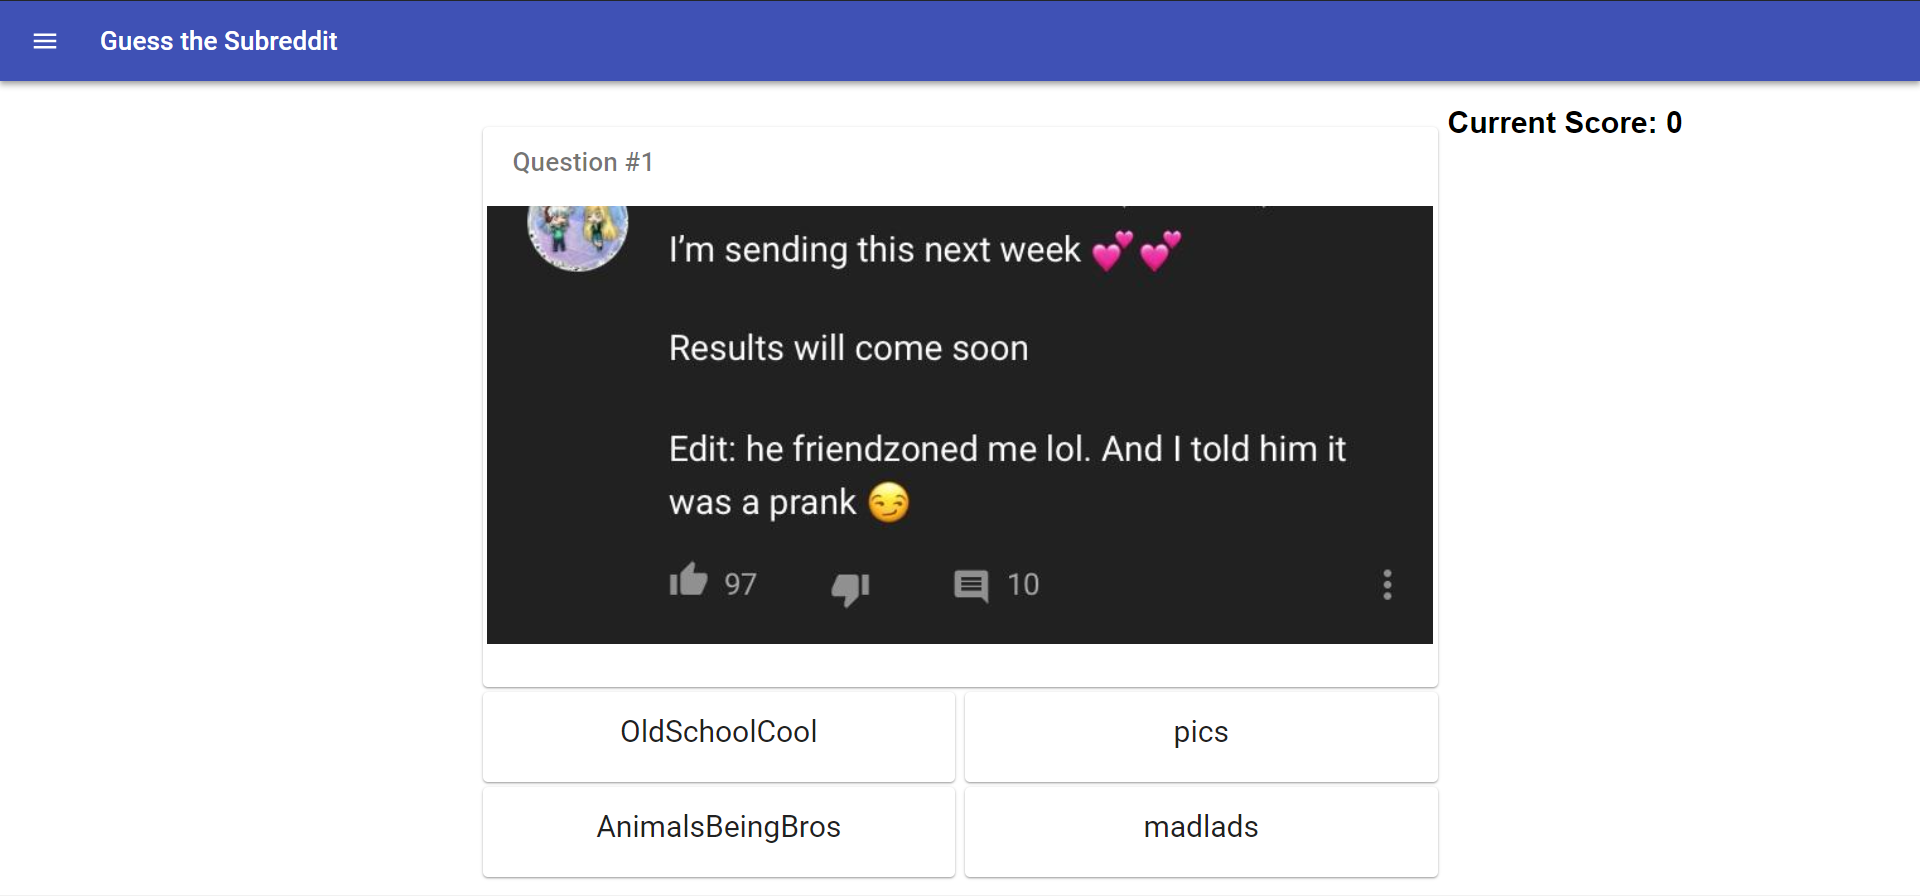 Guess the Subreddit
Current Score: 0
Question #1
I’m sending this next week 💕💕
Results will come soon
Edit: he friendzoned me lol. And I told him it
was a prank 😏
97
10
OldSchoolCool
pics
AnimalsBeingBros
madlads